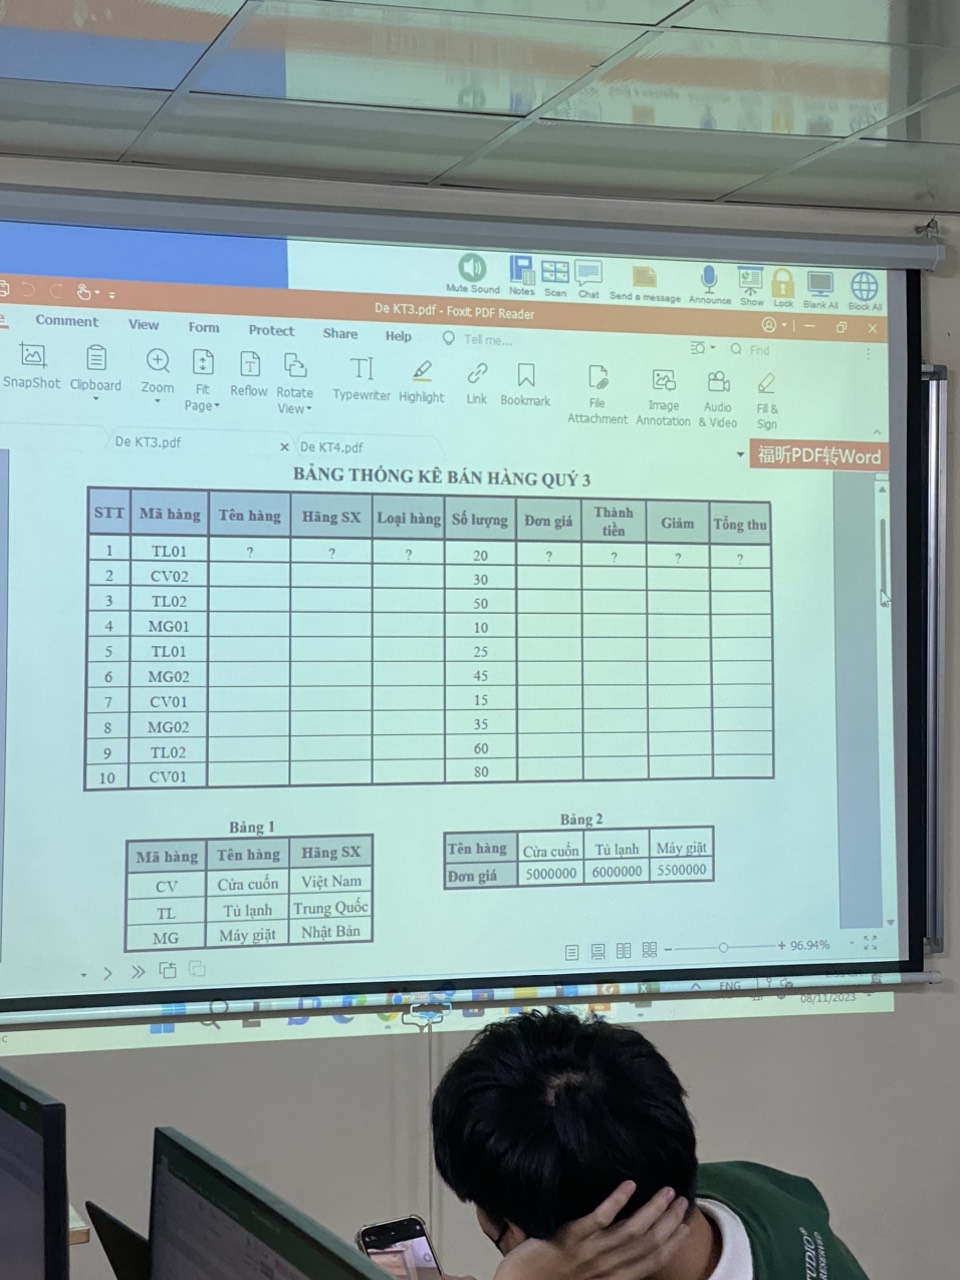 Mute Sound Notes Scan Chat Send a message Announce Show Lock Blank All Block All
De KT3.pdf - Foxit PDF Reader
Comment View Form Protect Share Help Tell me... Find
SnapShot Clipboard Zoom Fit Page Reflow Rotate View Typewriter Highlight Link Bookmark File Attachment Image Annotation Audio & Video Fill & Sign
De KT3.pdf × De KT4.pdf
福昕PDF转Word
BẢNG THỐNG KÊ BÁN HÀNG QUÝ 3
STT Mã hàng Tên hàng Hãng SX Loại hàng Số lượng Đơn giá Thành tiền Giảm Tổng thu
1 TL01 ? ? ? 20 ? ? ? ?
2 CV02 30
3 TL02 50
4 MG01 10
5 TL01 25
6 MG02 45
7 CV01 15
8 MG02 35
9 TL02 60
10 CV01 80
Bảng 1
Mã hàng Tên hàng Hãng SX
CV Cửa cuốn Việt Nam
TL Tủ lạnh Trung Quốc
MG Máy giặt Nhật Bản
Bảng 2
Tên hàng Cửa cuốn Tủ lạnh Máy giặt
Đơn giá 5000000 6000000 5500000
96.94%
ENG
08/11/2023